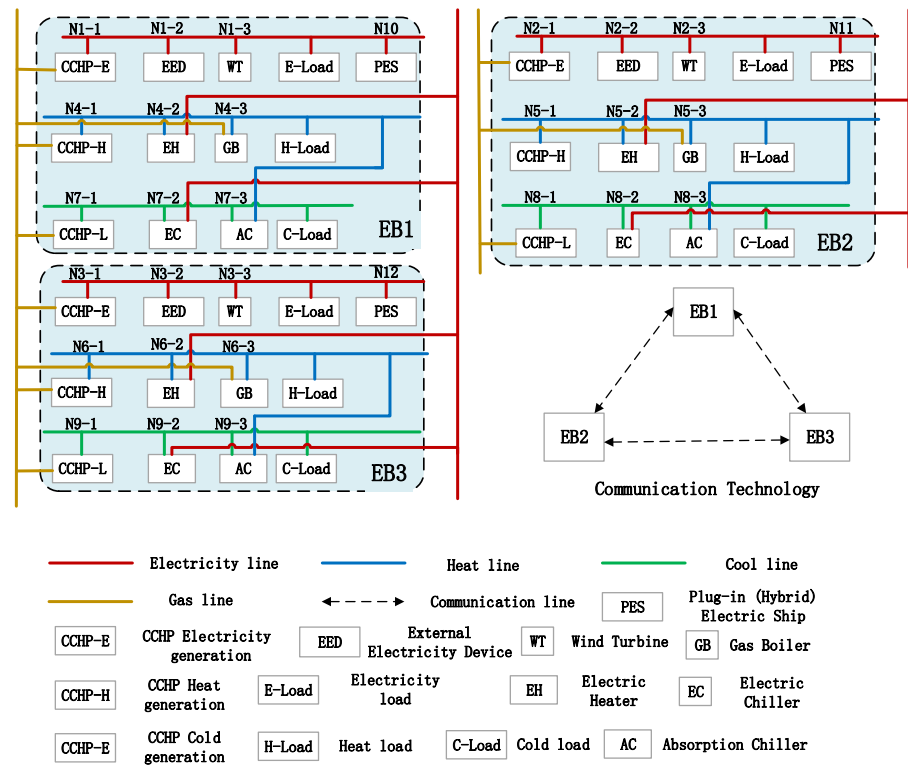 N1-1 N1-2 N1-3 N10
CCHP-E EED WT E-Load PES
N4-1 N4-2 N4-3
CCHP-H EH GB H-Load
N7-1 N7-2 N7-3
CCHP-L EC AC C-Load EB1
N2-1 N2-2 N2-3 N11
CCHP-E EED WT E-Load PES
N5-1 N5-2 N5-3
CCHP-H EH GB H-Load
N8-1 N8-2 N8-3
CCHP-L EC AC C-Load EB2
N3-1 N3-2 N3-3 N12
CCHP-E EED WT E-Load PES
N6-1 N6-2 N6-3
CCHP-H EH GB H-Load
N9-1 N9-2 N9-3
CCHP-L EC AC C-Load EB3
EB1
EB2 EB3
Communication Technology
Electricity line Heat line Cool line
Gas line Communication line PES Plug-in (Hybrid)
Electric Ship
CCHP-E CCHP Electricity
generation
EED External
Electricity Device
WT Wind Turbine GB Gas Boiler
CCHP-H CCHP Heat
generation
E-Load Electricity
load
EH Electric
Heater
EC Electric
Chiller
CCHP-E CCHP Cold
generation
H-Load Heat load C-Load Cold load AC Absorption Chiller